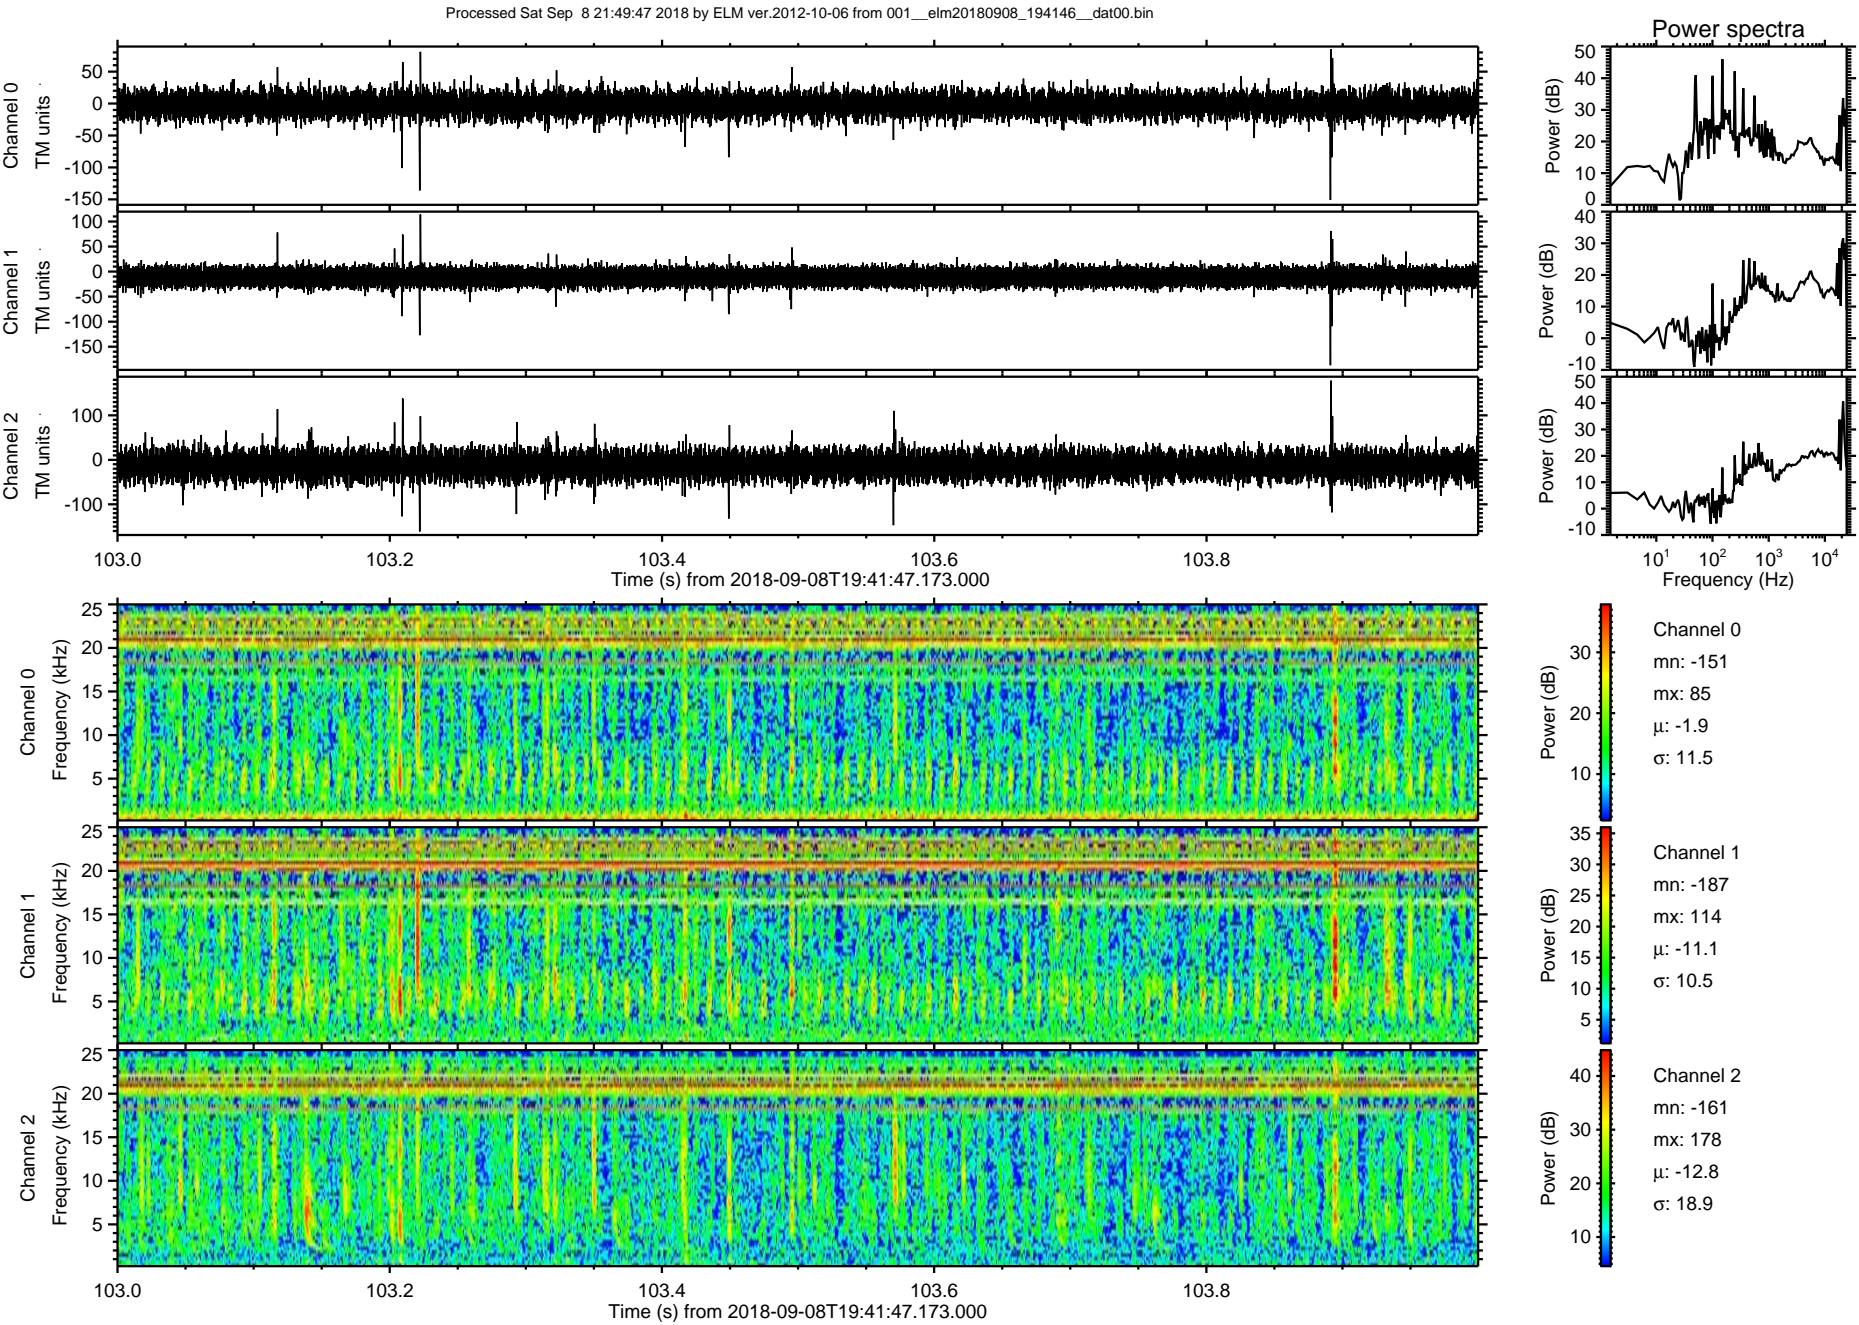 Processed Sat Sep  8 21:49:47 2018 by ELM ver.2012-10-06 from 001__elm20180908_194146__dat00.bin
Power spectra
Channel 0
TM units
50
0
-50
-100
-150
Power (dB)
50
40
30
20
10
0
Channel 1
TM units
100
50
0
-50
-100
-150
Power (dB)
40
30
20
10
0
-10
Channel 2
TM units
100
0
-100
Power (dB)
50
40
30
20
10
0
-10
103.0 103.2 103.4 103.6 103.8
Time (s) from 2018-09-08T19:41:47.173.000
10¹ 10² 10³ 10⁴
Frequency (Hz)
Channel 0
Frequency (kHz)
25
20
15
10
5
Power (dB)
30
20
10
Channel 0
mn: -151
mx: 85
μ: -1.9
σ: 11.5
Channel 1
Frequency (kHz)
25
20
15
10
5
Power (dB)
35
30
25
20
15
10
5
Channel 1
mn: -187
mx: 114
μ: -11.1
σ: 10.5
Channel 2
Frequency (kHz)
25
20
15
10
5
Power (dB)
40
30
20
10
Channel 2
mn: -161
mx: 178
μ: -12.8
σ: 18.9
103.0 103.2 103.4 103.6 103.8
Time (s) from 2018-09-08T19:41:47.173.000